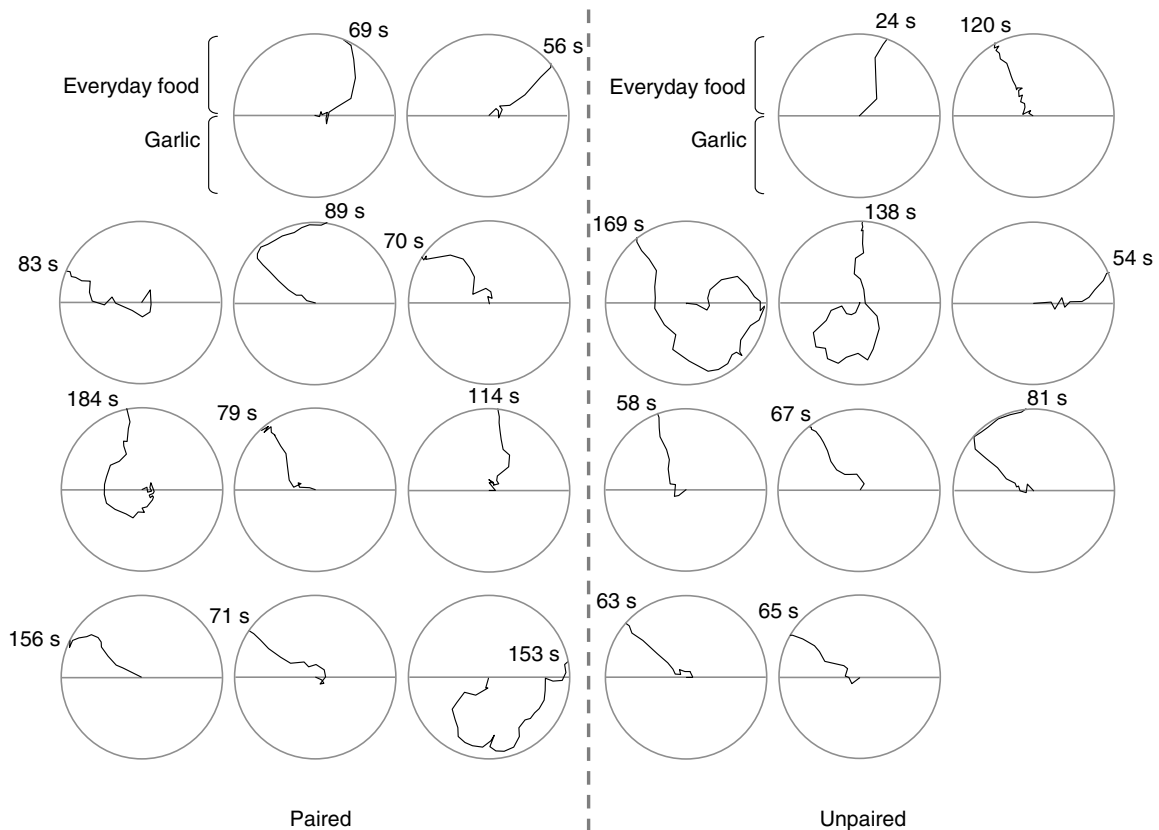 69 s
56 s
Everyday food
Garlic
83 s
89 s
70 s
184 s
79 s
114 s
156 s
71 s
153 s
Paired
24 s
120 s
Everyday food
Garlic
169 s
138 s
54 s
58 s
67 s
81 s
63 s
65 s
Unpaired